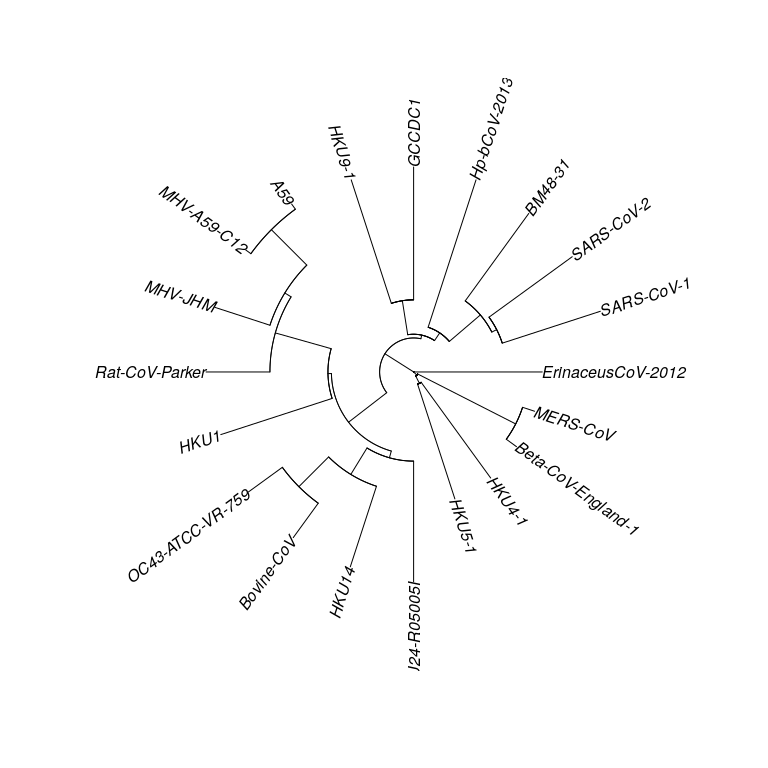 Hp-bCoV-2013
GCCDC1
HKU9-1
BM48-31
A59
MHV-A59-C12
SARS-CoV-2
MHV-JHM
SARS-CoV-1
Rat-CoV-Parker
ErinaceusCoV-2012
MERS-CoV
HKU1
Beta-CoV-England-1
HKU4-1
HKU5-1
OC43-ATCC-VR-759
Bovine-CoV
HKU14